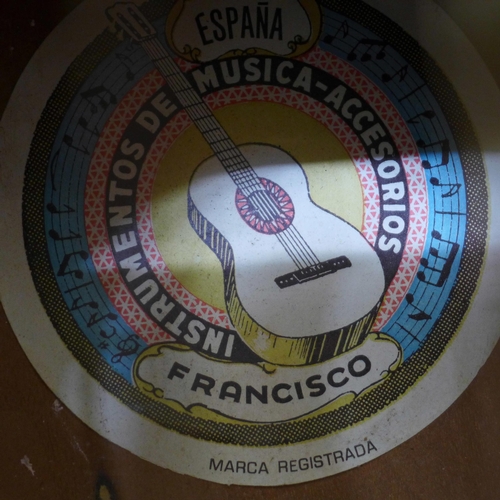 ESPAÑA
INSTRUMENTOS DE MUSICA-ACCESORIOS
FRANCISCO
MARCA REGISTRADA